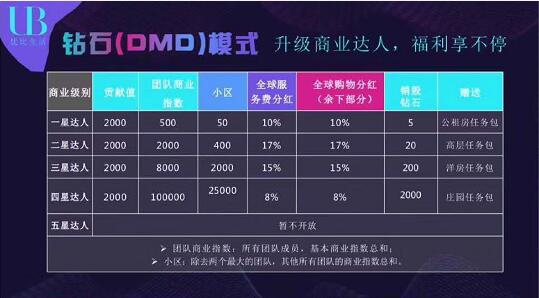 UB
优比生活
钻石(DMD)模式
升级商业达人，福利享不停
商业级别 贡献值 团队商业指数 小区 全球服务费分红 全球购物分红（余下部分） 销毁钻石 赠送
一星达人 2000 500 50 10% 10% 5 公租房任务包
二星达人 2000 2000 400 17% 17% 20 高层任务包
三星达人 2000 8000 2000 15% 15% 200 洋房任务包
四星达人 2000 100000 25000 8% 8% 2000 庄园任务包
五星达人 暂不开放
➢ 团队商业指数：所有团队成员，基本商业指数总和；
➢ 小区：除去两个最大的团队，其他所有团队的商业指数总和；